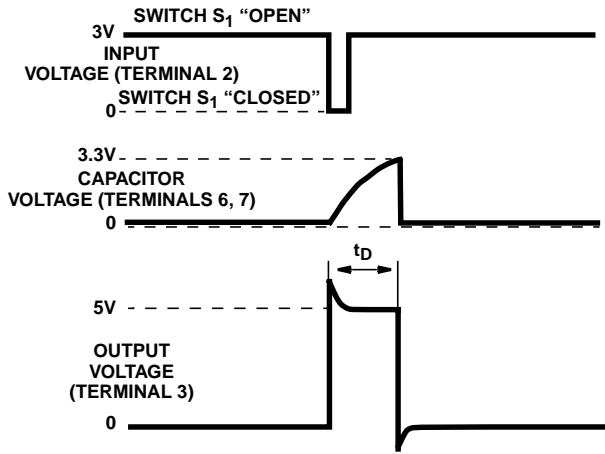 SWITCH S1 “OPEN”
3V
INPUT
VOLTAGE (TERMINAL 2)
SWITCH S1 “CLOSED”
0
3.3V
CAPACITOR
VOLTAGE (TERMINALS 6, 7)
0
tD
5V
OUTPUT
VOLTAGE
(TERMINAL 3)
0